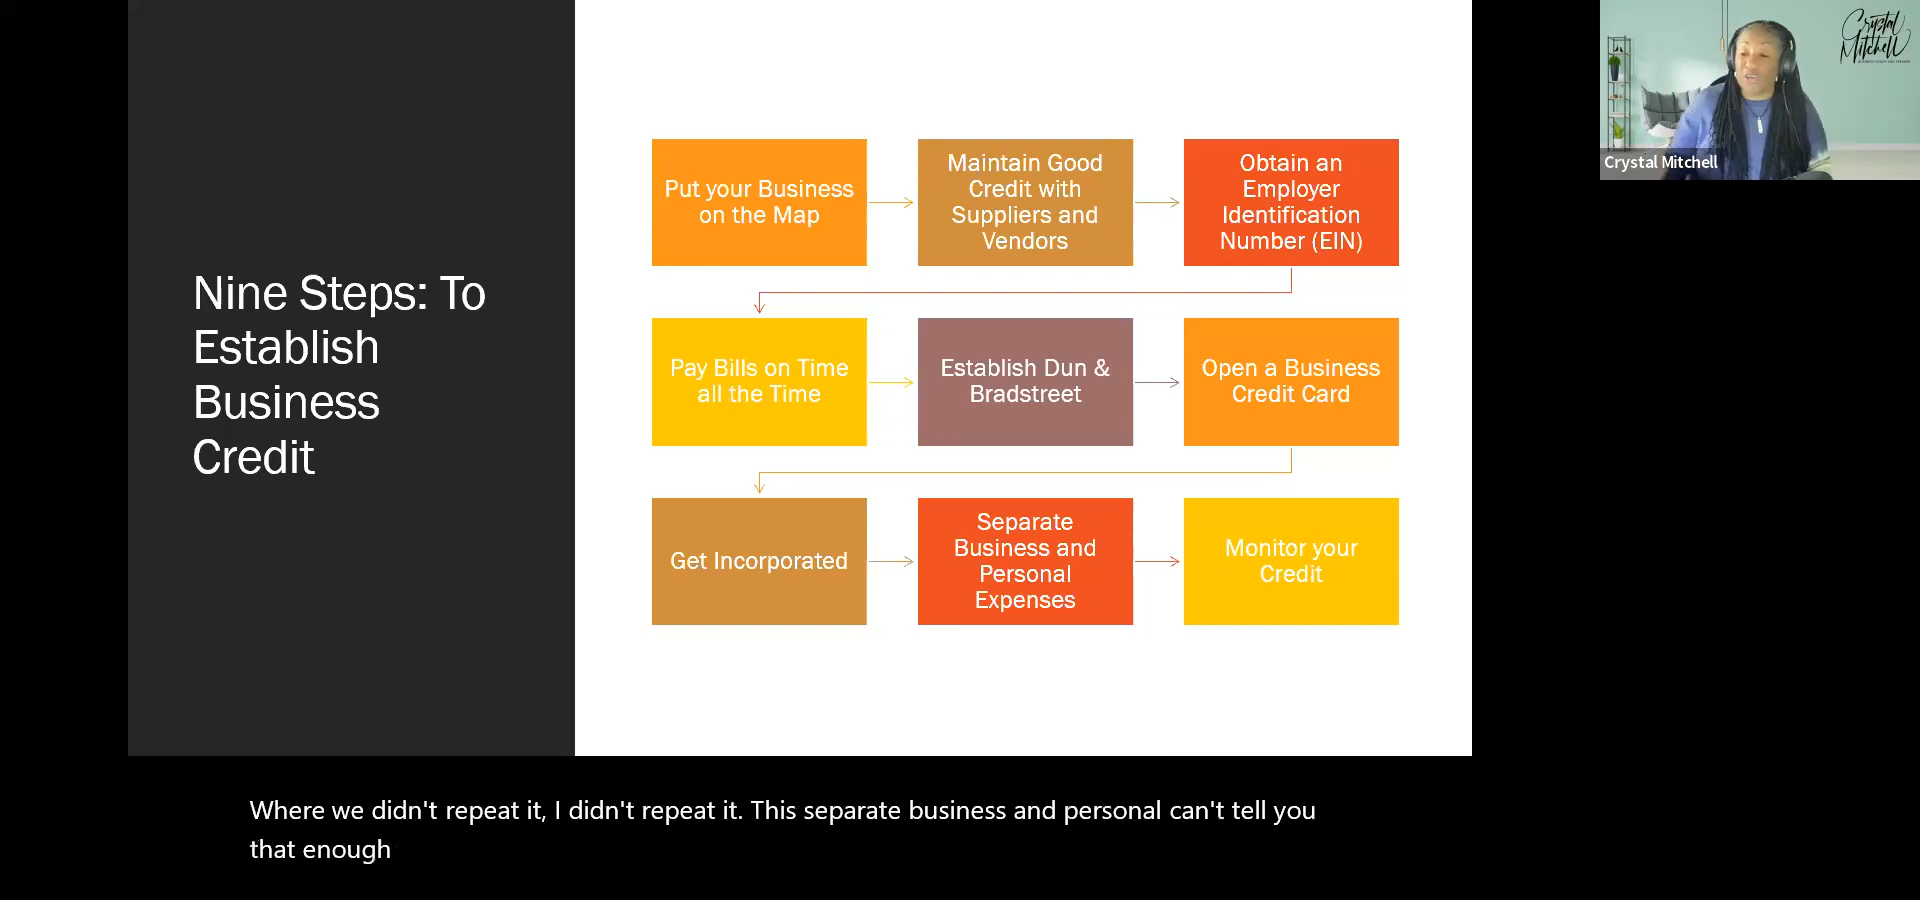 Nine Steps: To
Establish
Business
Credit
Put your Business
on the Map
Maintain Good
Credit with
Suppliers and
Vendors
Obtain an
Employer
Identification
Number (EIN)
Pay Bills on Time
all the Time
Establish Dun &
Bradstreet
Open a Business
Credit Card
Get Incorporated
Separate
Business and
Personal
Expenses
Monitor your
Credit
Crystal
Mitchell
Crystal Mitchell
Where we didn't repeat it, I didn't repeat it. This separate business and personal can't tell you
that enough